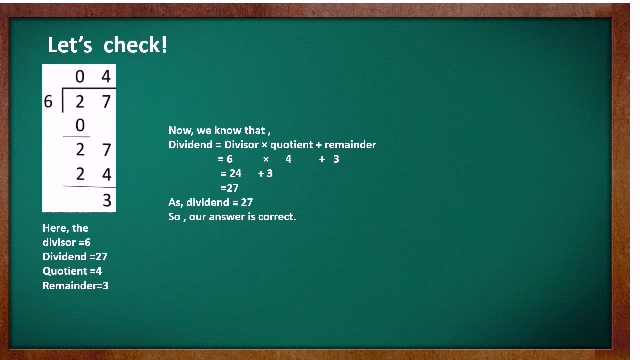 Let's check!
0 4
6 2 7
0
2 7
2 4
3
Here, the
divisor =6
Dividend =27
Quotient =4
Remainder=3
Now, we know that ,
Dividend = Divisor × quotient + remainder
= 6 × 4 + 3
= 24 + 3
=27
As, dividend = 27
So , our answer is correct.